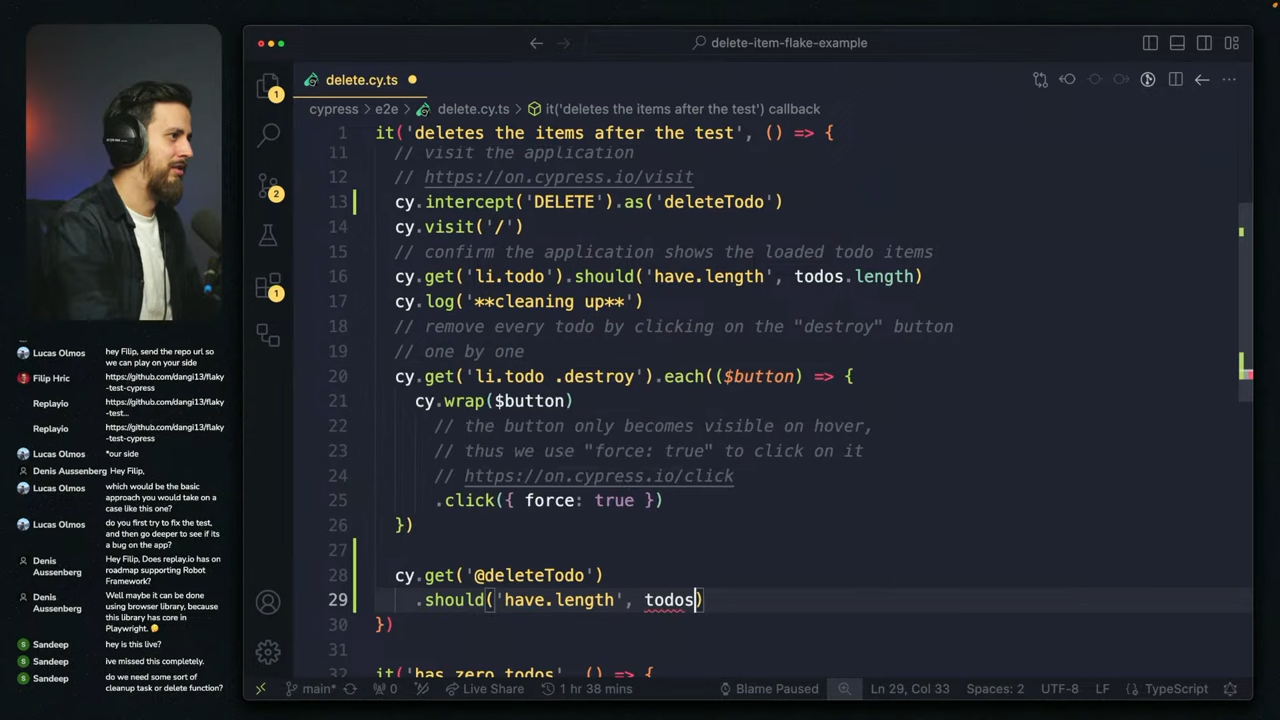 delete-item-flake-example
delete.cy.ts
cypress > e2e > delete.cy.ts > it('deletes the items after the test') callback
1 it('deletes the items after the test', () => {
11 // visit the application
12 // https://on.cypress.io/visit
13 cy.intercept('DELETE').as('deleteTodo')
14 cy.visit('/')
15 // confirm the application shows the loaded todo items
16 cy.get('li.todo').should('have.length', todos.length)
17 cy.log('**cleaning up**')
18 // remove every todo by clicking on the "destroy" button
19 // one by one
20 cy.get('li.todo .destroy').each(($button) => {
21 cy.wrap($button)
22 // the button only becomes visible on hover,
23 // thus we use "force: true" to click on it
24 // https://on.cypress.io/click
25 .click({ force: true })
26 })
27
28 cy.get('@deleteTodo')
29 .should('have.length', todos)
30 })
31
32 it('has zero todos', () => {
1
2
1
main* 0 Live Share 1 hr 38 mins Blame Paused Ln 29, Col 33 Spaces: 2 UTF-8 LF TypeScript
Lucas Olmos hey Filip, send the repo url so
we can play on your side
Filip Hric https://github.com/dangi13/flaky
-test-cypress
Replayio https://github.com/dangi13/flaky
-test...
Replayio https://github.com/dangi13/flaky
-test-cypress
Lucas Olmos *our side
Denis Aussenberg Hey Filip,
Lucas Olmos which would be the basic
approach you would take on a
case like this one?
Lucas Olmos do you first try to fix the test,
and then go deeper to see if its
a bug on the app?
Denis Aussenberg Hey Filip, Does replay.io has on
roadmap supporting Robot
Framework?
Denis Aussenberg Well maybe it can be done
using browser library, because
this library has core in
Playwright.
Sandeep hey is this live?
Sandeep Ive missed this completely.
Sandeep do we need some sort of
cleanup task or delete function?